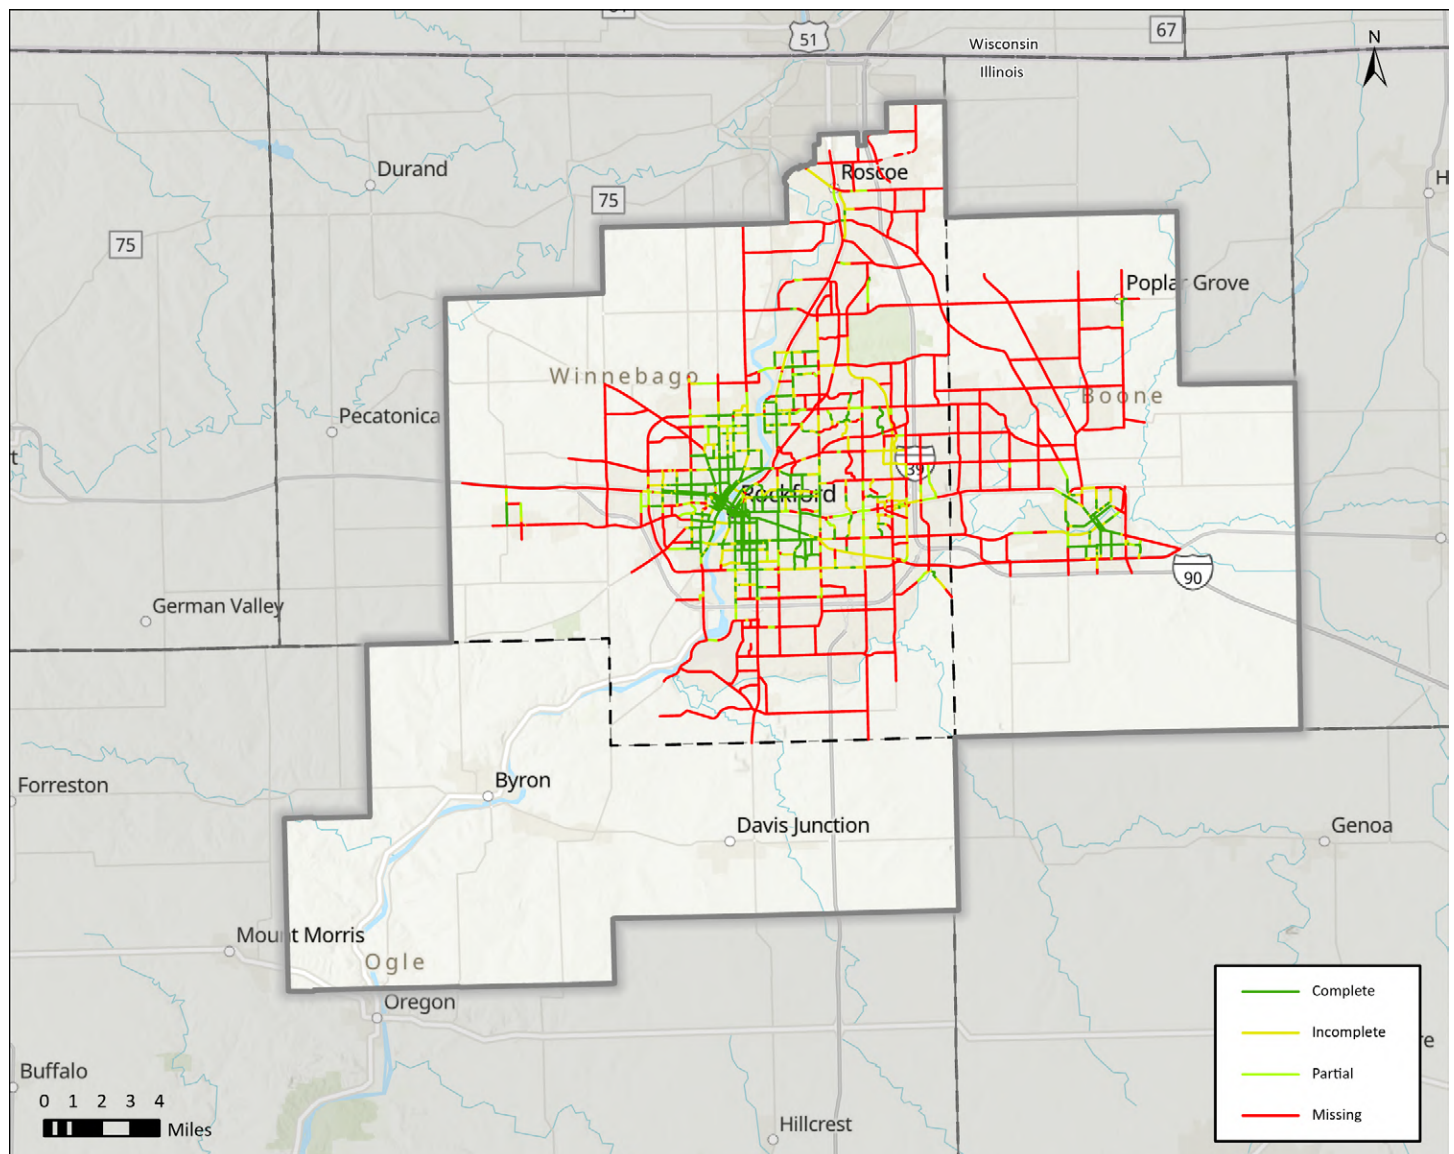 51
67
Wisconsin
Illinois
N
Durand
75
Roscoe
75
Poplar Grove
Winnebago
Boone
Pecatonica
39
Rockford
90
German Valley
Byron
Forreston
Davis Junction
Genoa
Mount Morris
Ogle
Oregon
Complete
Incomplete
Partial
Missing
Buffalo
0 1 2 3 4
Miles
Hillcrest